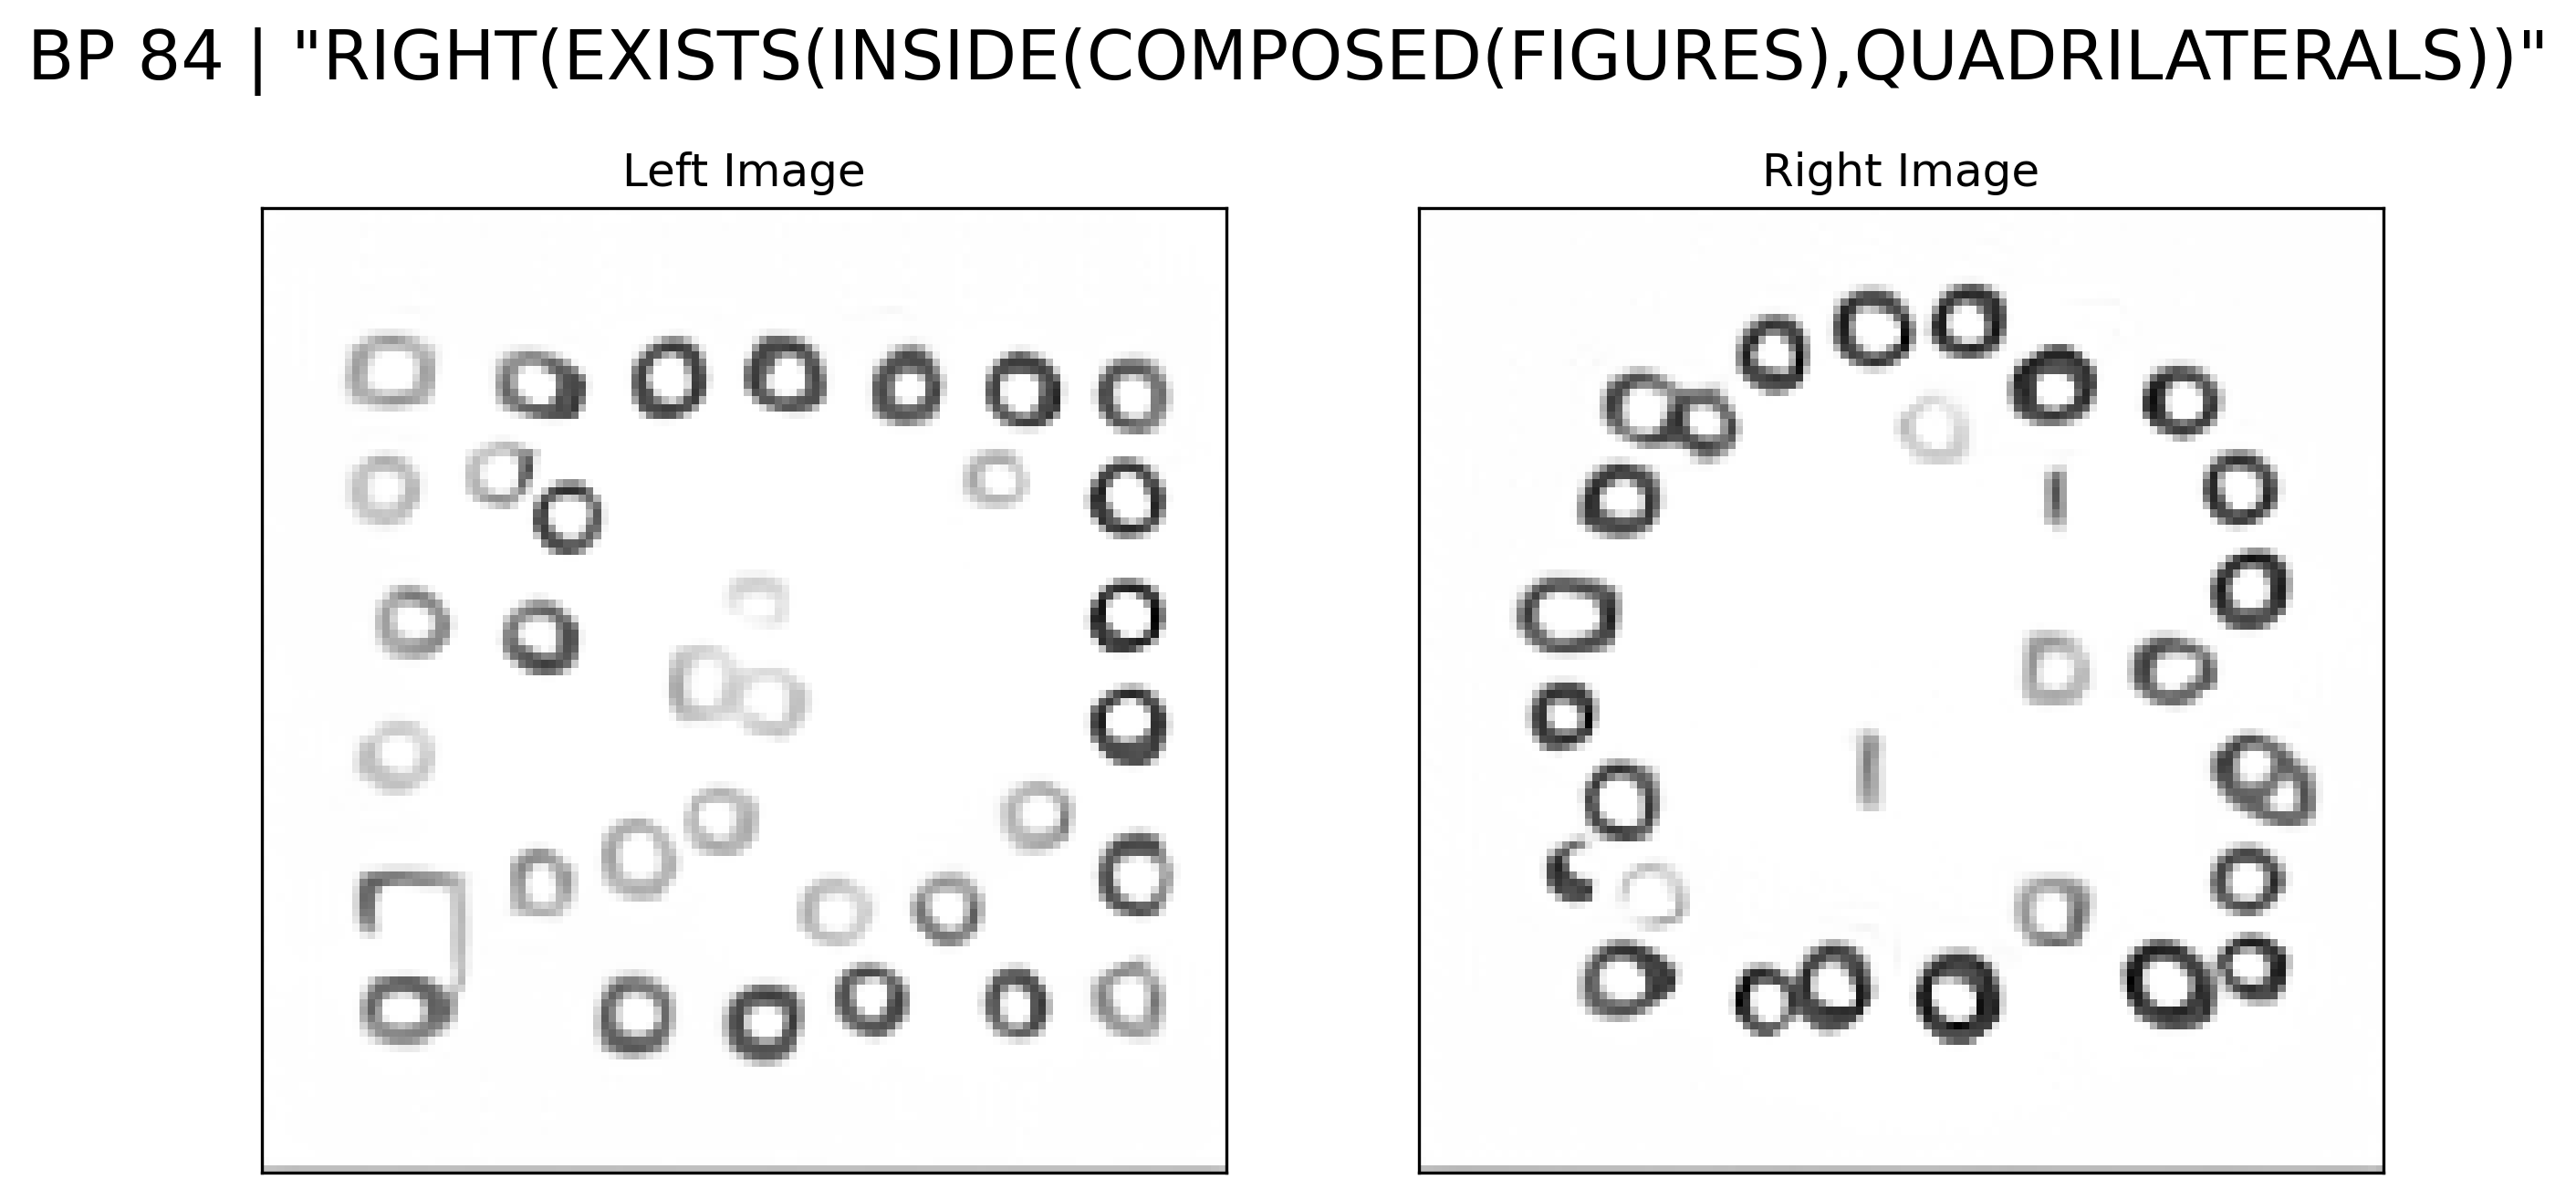 BP 84 | "RIGHT(EXISTS(INSIDE(COMPOSED(FIGURES),QUADRILATERALS))"
Left Image
Right Image